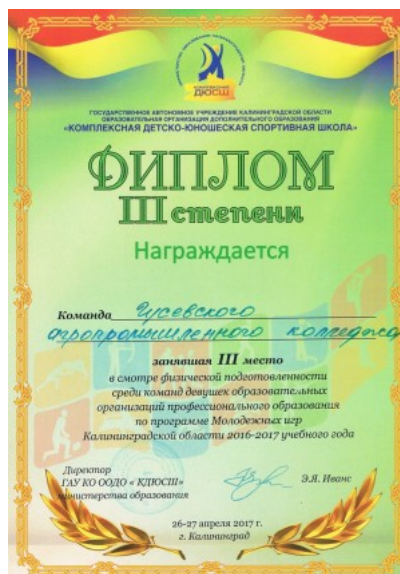 ДЮСШ
ГОСУДАРСТВЕННОЕ АВТОНОМНОЕ УЧРЕЖДЕНИЕ КАЛИНИНГРАДСКОЙ ОБЛАСТИ
ОБРАЗОВАТЕЛЬНАЯ ОРГАНИЗАЦИЯ ДОПОЛНИТЕЛЬНОГО ОБРАЗОВАНИЯ
«КОМПЛЕКСНАЯ ДЕТСКО-ЮНОШЕСКАЯ СПОРТИВНАЯ ШКОЛА»
ДИПЛОМ
III степени
Награждается
Команда Гусевского
агропромышленного колледжа
занявшая III место
в смотре физической подготовленности
среди команд девушек образовательных
организаций профессионального образования
по программе Молодежных игр
Калининградской области 2016-2017 учебного года
Директор
ГАУ КО ООДО « КДЮСШ»
министерства образования
Э.Я. Иванс
26-27 апреля 2017 г.
г. Калининград